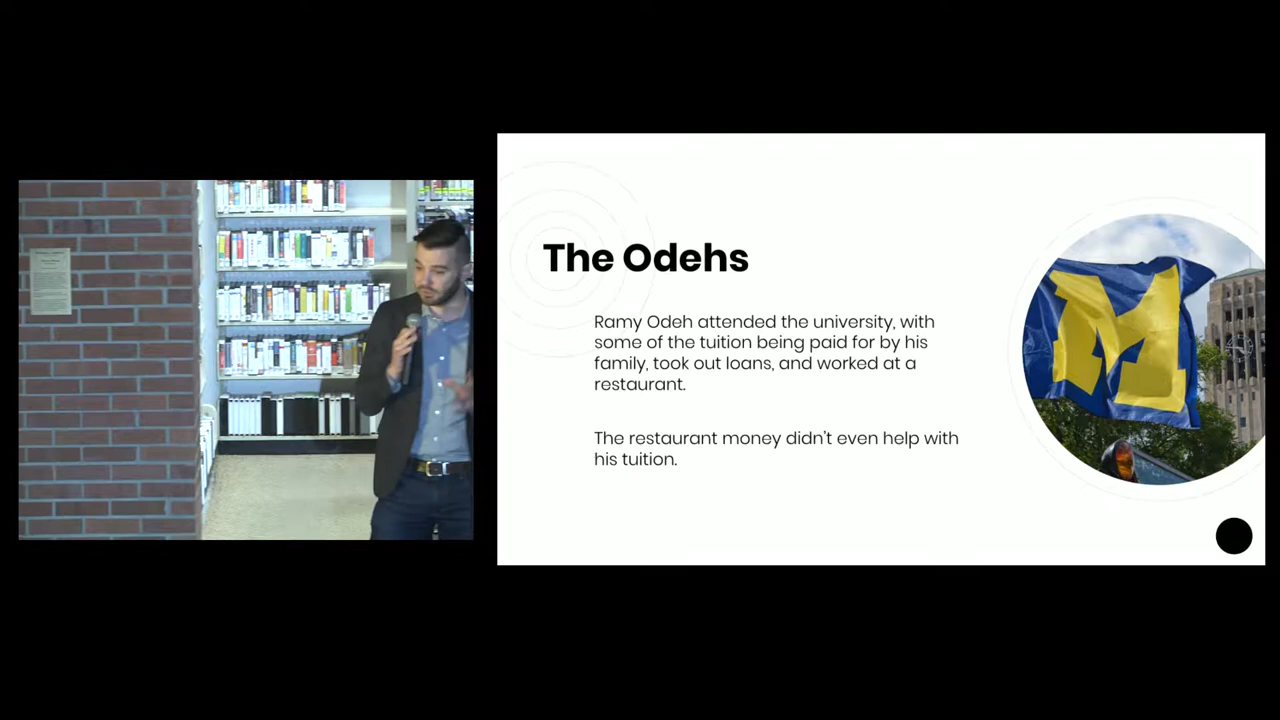 The Odehs
Ramy Odeh attended the university, with
some of the tuition being paid for by his
family, took out loans, and worked at a
restaurant.
The restaurant money didn't even help with
his tuition.
M